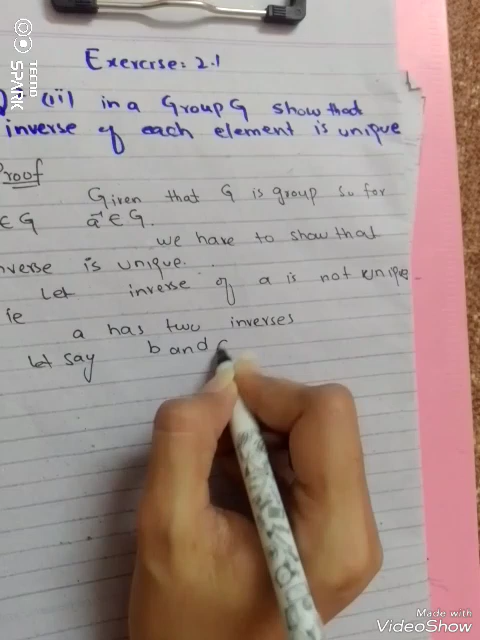 Exercise: 2.1
Q (ii) in a Group G show that
inverse of each element is unique
Proof
Given that G is group so for
∈ G a⁻¹ ∈ G.
we have to show that
nverse is unique.
Let inverse of a is not unique
ie
a has two inverses
let say b and c
TECNO
SPARK
Made with
VideoShow